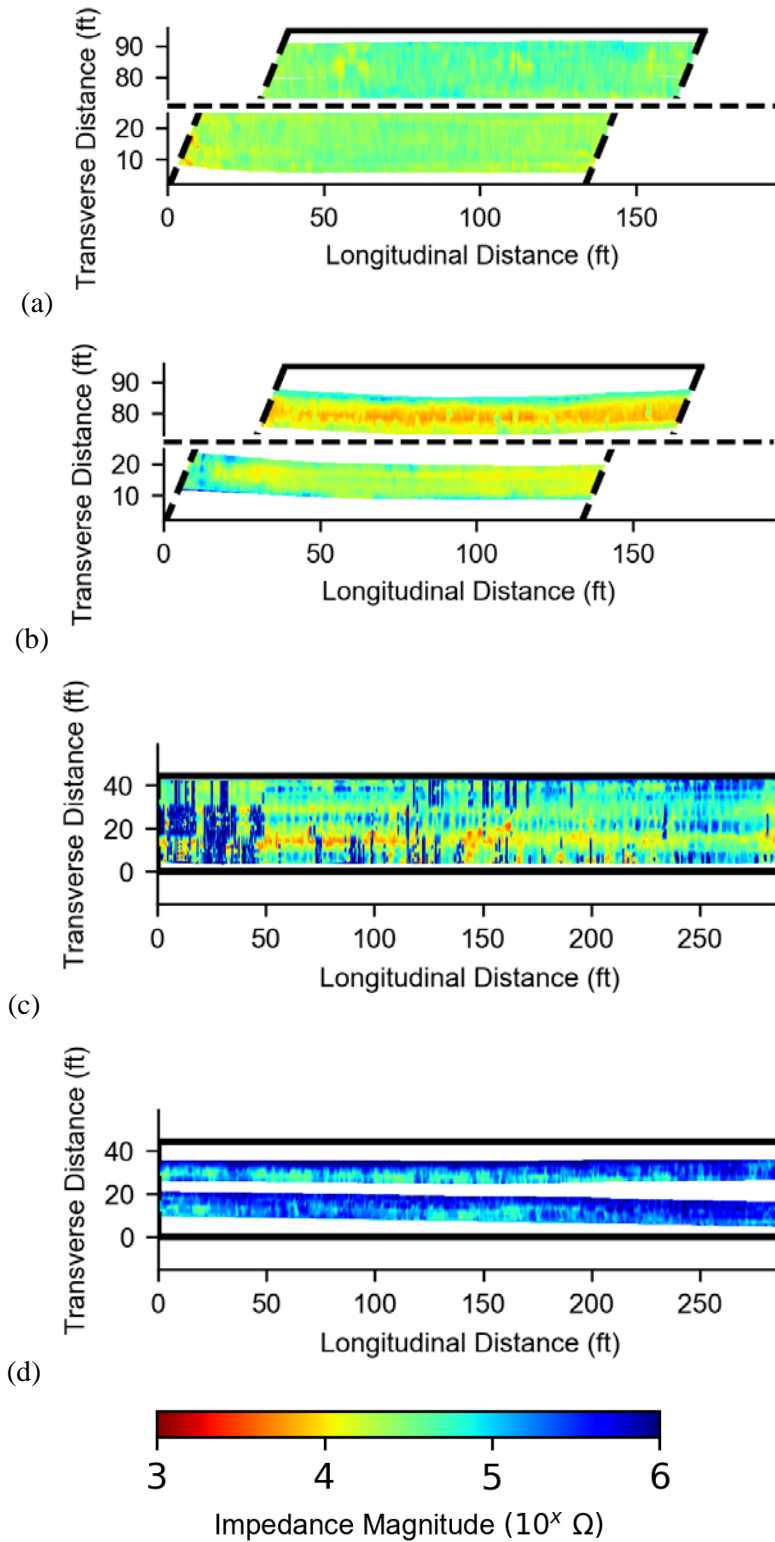 Transverse Distance (ft)
90
80
20
10
0 50 100 150
Longitudinal Distance (ft)
(a)
Transverse Distance (ft)
90
80
20
10
0 50 100 150
Longitudinal Distance (ft)
(b)
Transverse Distance (ft)
40
20
0
0 50 100 150 200 250
Longitudinal Distance (ft)
(c)
Transverse Distance (ft)
40
20
0
0 50 100 150 200 250
Longitudinal Distance (ft)
(d)
3 4 5 6
Impedance Magnitude (10ˣ Ω)